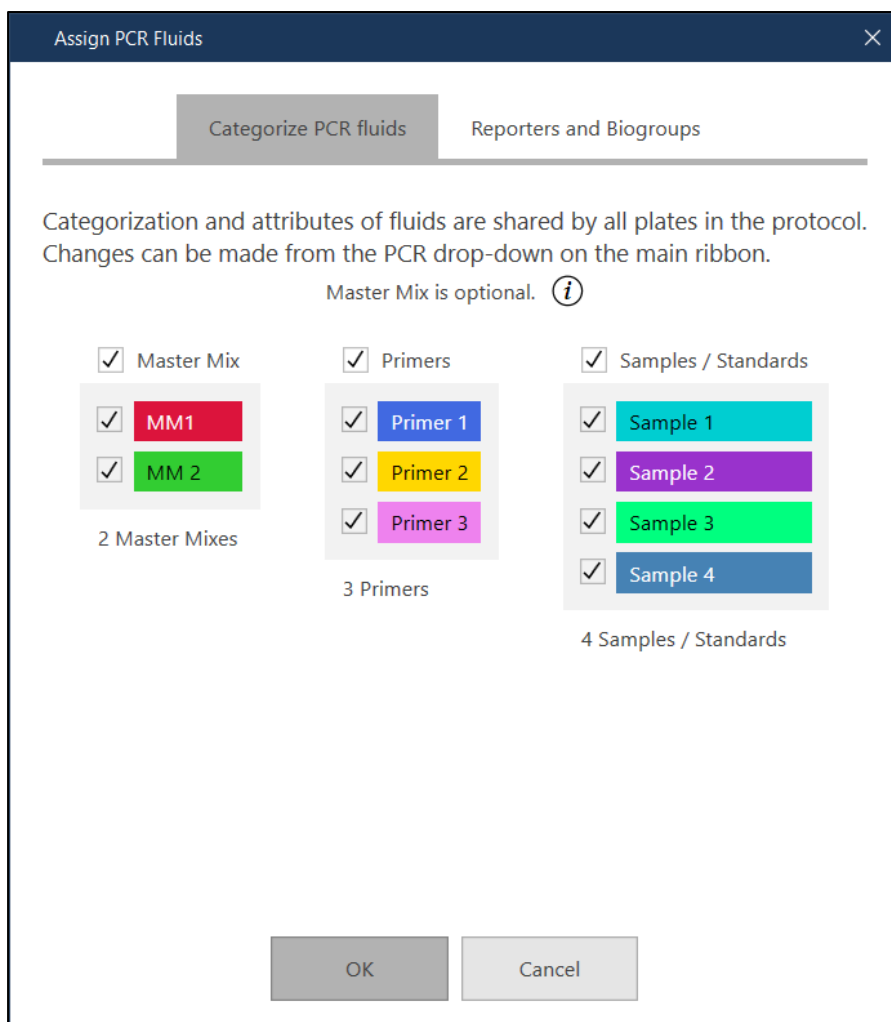 Assign PCR Fluids
Categorize PCR fluids
Reporters and Biogroups
Categorization and attributes of fluids are shared by all plates in the protocol.
Changes can be made from the PCR drop-down on the main ribbon.
Master Mix is optional. i
Master Mix
MM1
MM 2
2 Master Mixes
Primers
Primer 1
Primer 2
Primer 3
3 Primers
Samples / Standards
Sample 1
Sample 2
Sample 3
Sample 4
4 Samples / Standards
OK
Cancel